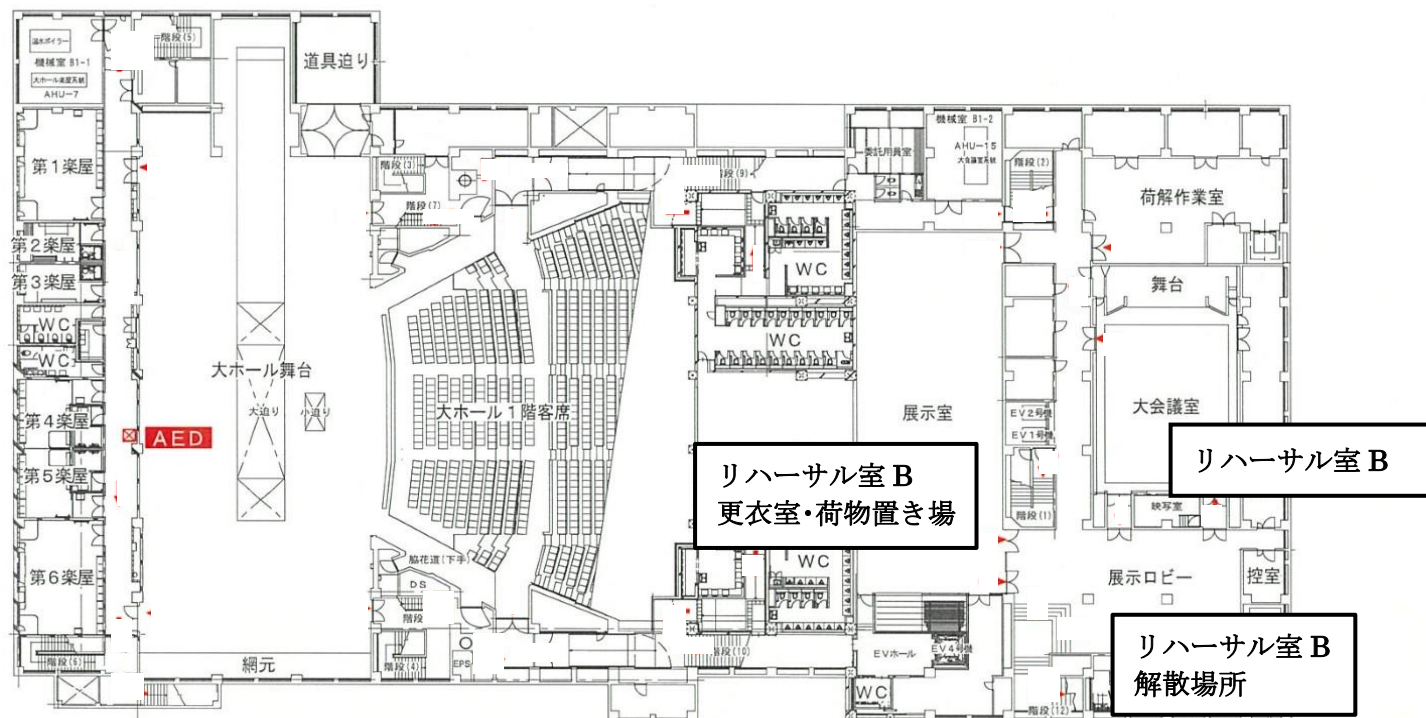 温水ボイラー
機械室 B1-1
大ホール楽屋系統
AHU-7
階段(5)
道具迫り
機械室 B1-2
AHU-15
大会議室系統
委託用員室
階段(2)
荷解作業室
第1楽屋
階段(3)
階段(7)
階段(9)
第2楽屋
第3楽屋
WC
WC
WC
WC
舞台
大ホール舞台
大迫り
小迫り
大ホール1階客席
展示室
EV2号機
EV1号機
大会議室
第4楽屋
AED
第5楽屋
リハーサル室 B
更衣室・荷物置き場
リハーサル室 B
階段(1)
映写室
第6楽屋
脇花道(下手)
DS
階段
WC
展示ロビー
控室
リハーサル室 B
解散場所
階段(6)
網元
階段(4)
EPS
階段(10)
EVホール
EV4号機
WC
階段(12)